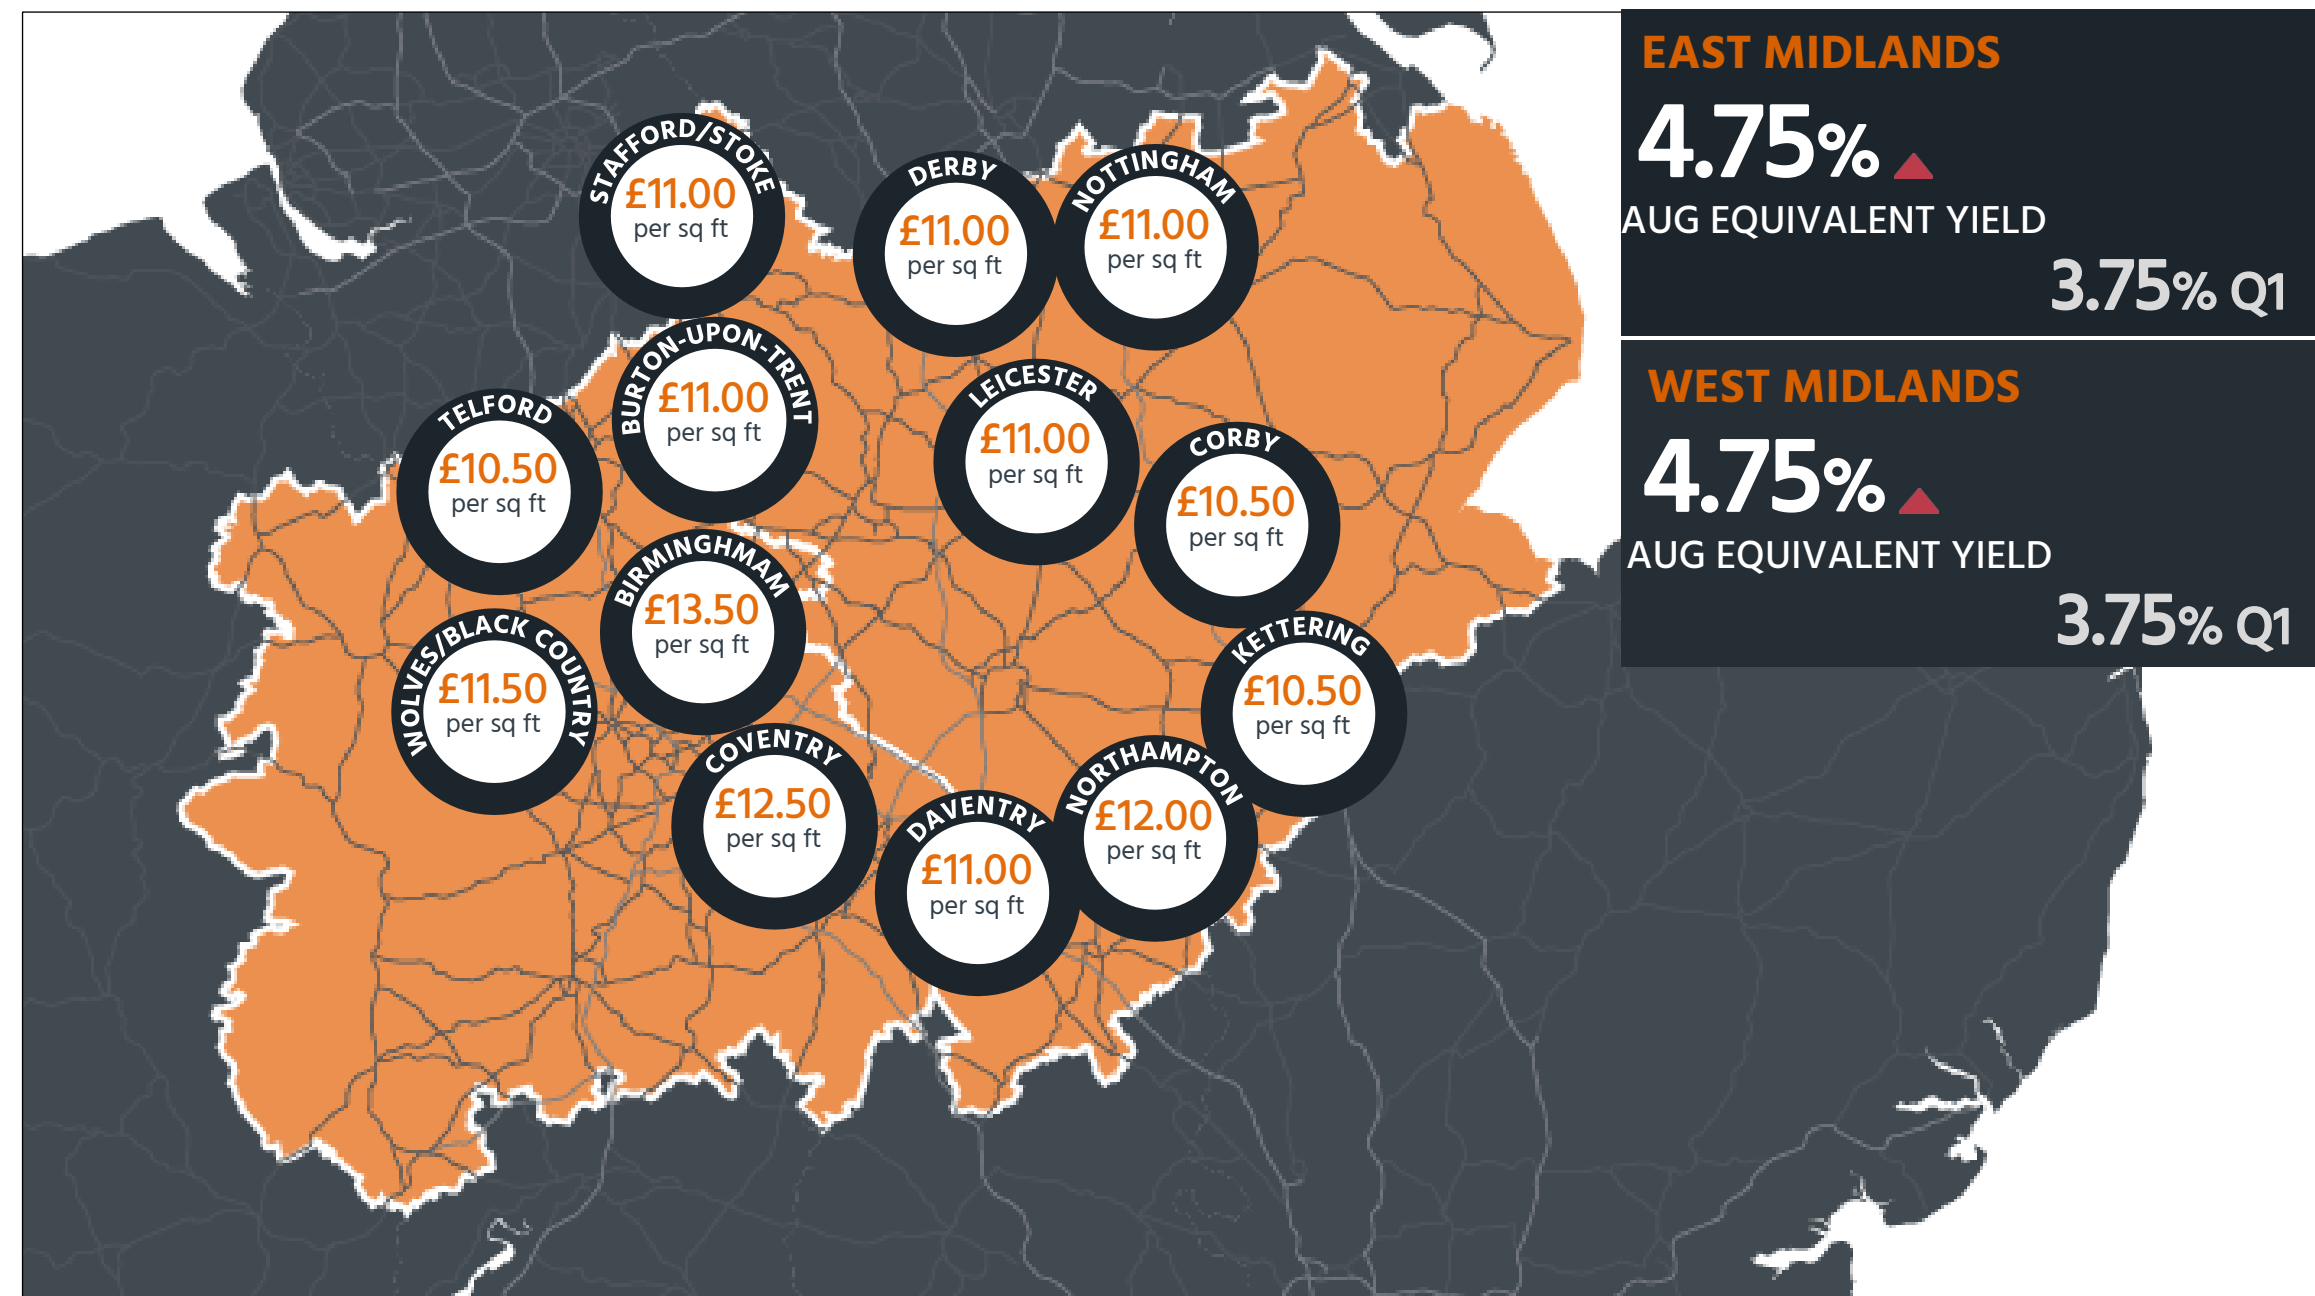 EAST MIDLANDS
4.75%
AUG EQUIVALENT YIELD
3.75% Q1
WEST MIDLANDS
4.75%
AUG EQUIVALENT YIELD
3.75% Q1
STAFFORD/STOKE
£11.00
per sq ft
DERBY
£11.00
per sq ft
NOTTINGHAM
£11.00
per sq ft
BURTON-UPON-TRENT
£11.00
per sq ft
LEICESTER
£11.00
per sq ft
TELFORD
£10.50
per sq ft
CORBY
£10.50
per sq ft
BIRMINGHMAM
£13.50
per sq ft
WOLVES/BLACK COUNTRY
£11.50
per sq ft
KETTERING
£10.50
per sq ft
COVENTRY
£12.50
per sq ft
NORTHAMPTON
£12.00
per sq ft
DAVENTRY
£11.00
per sq ft